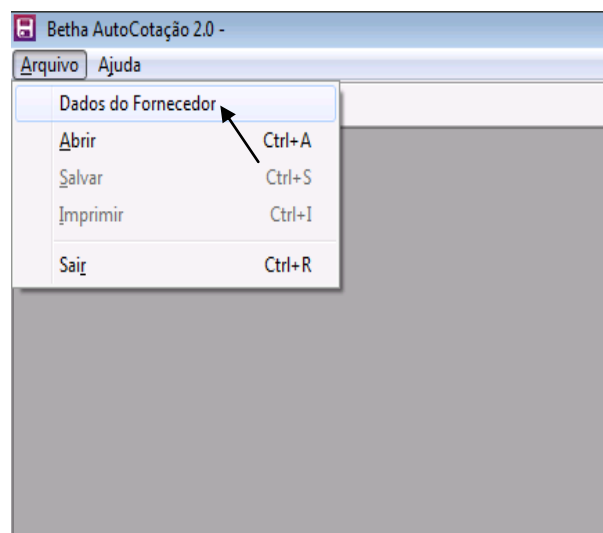 Betha AutoCotação 2.0 -
Arquivo Ajuda
Dados do Fornecedor
Abrir Ctrl+A
Salvar Ctrl+S
Imprimir Ctrl+I
Sair Ctrl+R